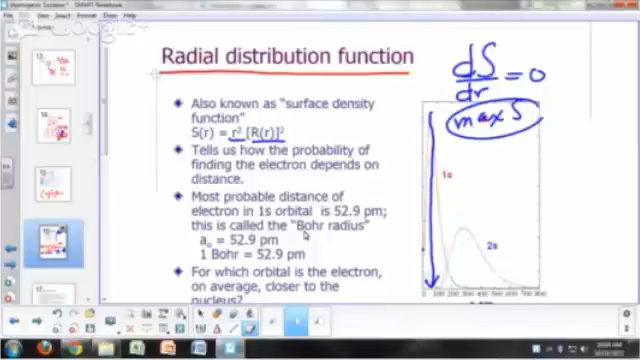 Radial distribution function
dS/dr = 0
max S
Also known as "surface density
function"
S(r) = r² [R(r)]²
Tells us how the probability of
finding the electron depends on
distance.
Most probable distance of
electron in 1s orbital is 52.9 pm;
this is called the "Bohr radius"
a₀ = 52.9 pm
1 Bohr = 52.9 pm
For which orbital is the electron,
on average, closer to the
nucleus?
1s
2s